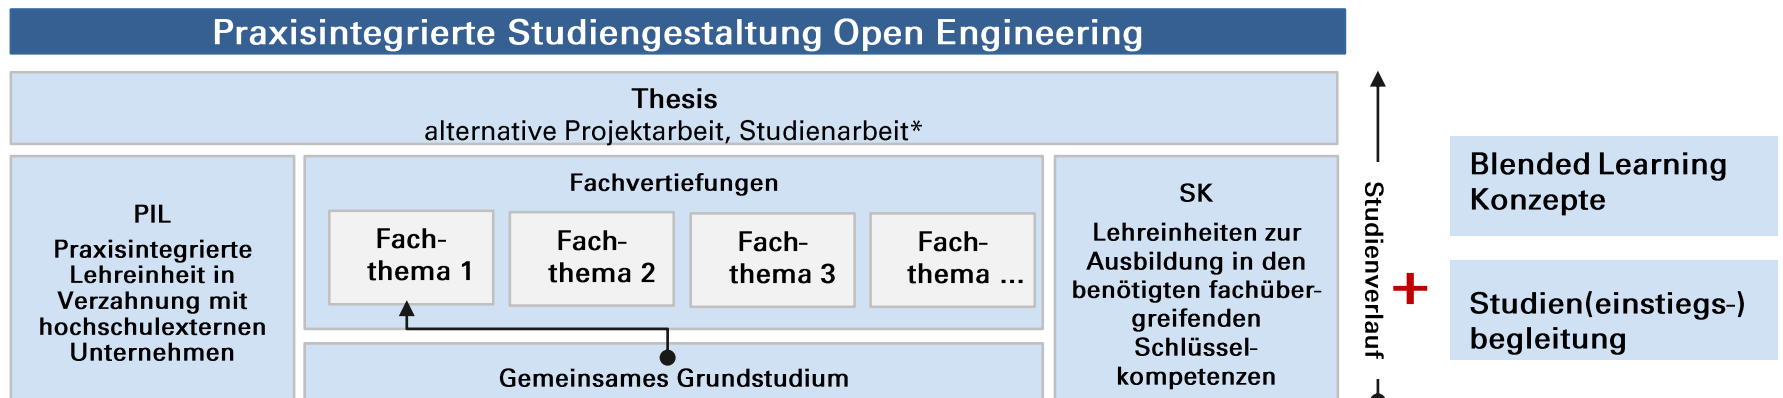 Praxisintegrierte Studiengestaltung Open Engineering
Thesis
alternative Projektarbeit, Studienarbeit*
PIL
Praxisintegrierte
Lehreinheit in
Verzahnung mit
hochschulexternen
Unternehmen
Fachvertiefungen
Fach-
thema 1
Fach-
thema 2
Fach-
thema 3
Fach-
thema ...
Gemeinsames Grundstudium
SK
Lehreinheiten zur
Ausbildung in den
benötigten fachüber-
greifenden
Schlüssel-
kompetenzen
Studienverlauf
+
Blended Learning
Konzepte
Studien(einstiegs-)
begleitung